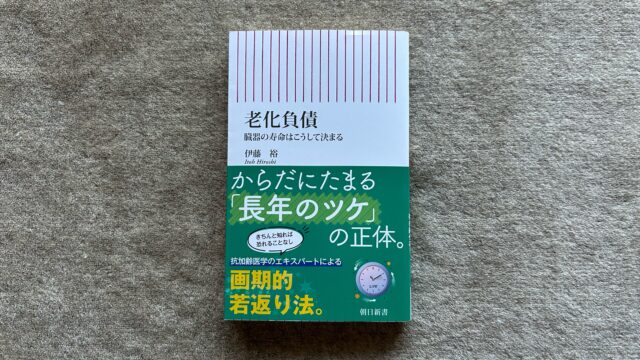 老化負債
臓器の寿命はこうして決まる
伊藤 裕
Itoh Hiroshi
からだにたまる
「長年のツケ」
の正体。
きちんと知れば
恐れることなし
抗加齢医学のエキスパートによる
画期的
若返り法。
朝日新書